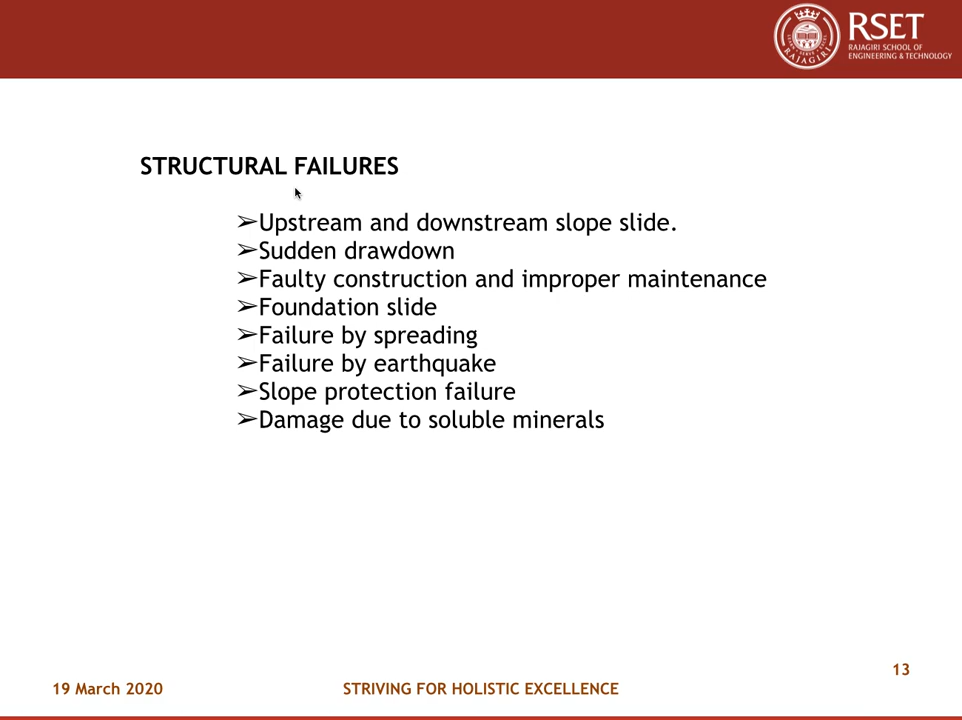 RSET
RAJAGIRI SCHOOL OF
ENGINEERING & TECHNOLOGY
RAJAGIRI
STRUCTURAL FAILURES
➢Upstream and downstream slope slide.
➢Sudden drawdown
➢Faulty construction and improper maintenance
➢Foundation slide
➢Failure by spreading
➢Failure by earthquake
➢Slope protection failure
➢Damage due to soluble minerals
13
19 March 2020
STRIVING FOR HOLISTIC EXCELLENCE